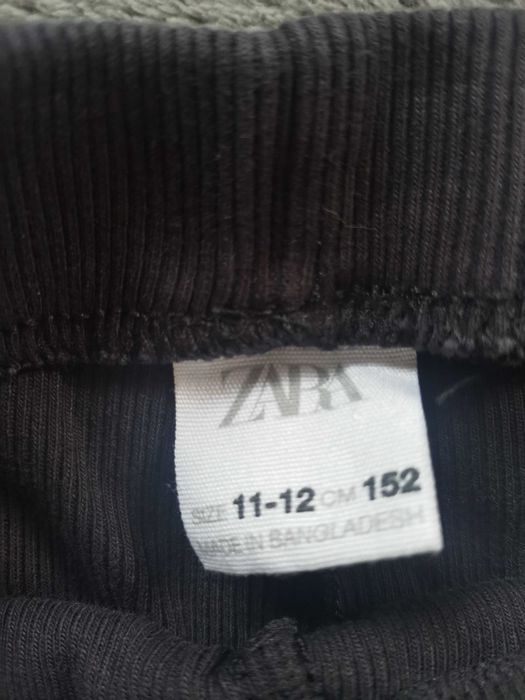 ZARA
SIZE 11-12 CM 152
MADE IN BANGLADESH